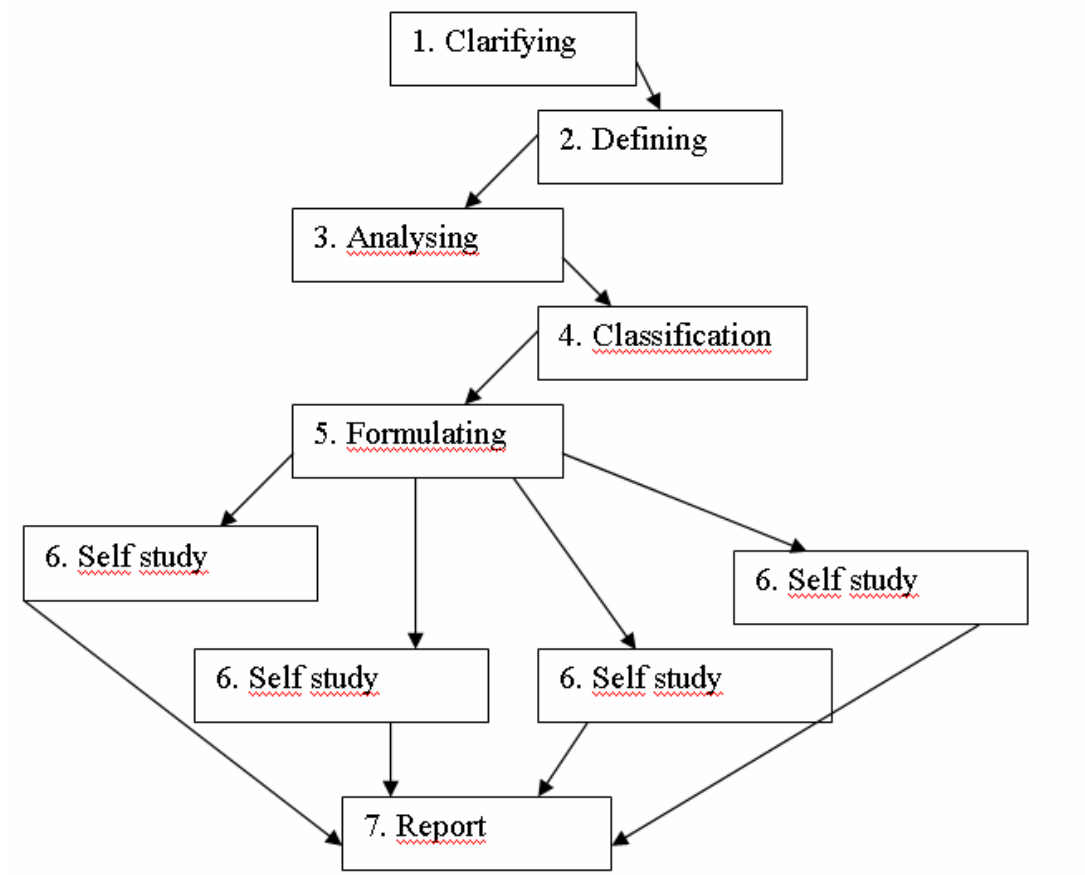 1. Clarifying
2. Defining
3. Analysing
4. Classification
5. Formulating
6. Self study
6. Self study
6. Self study
6. Self study
7. Report